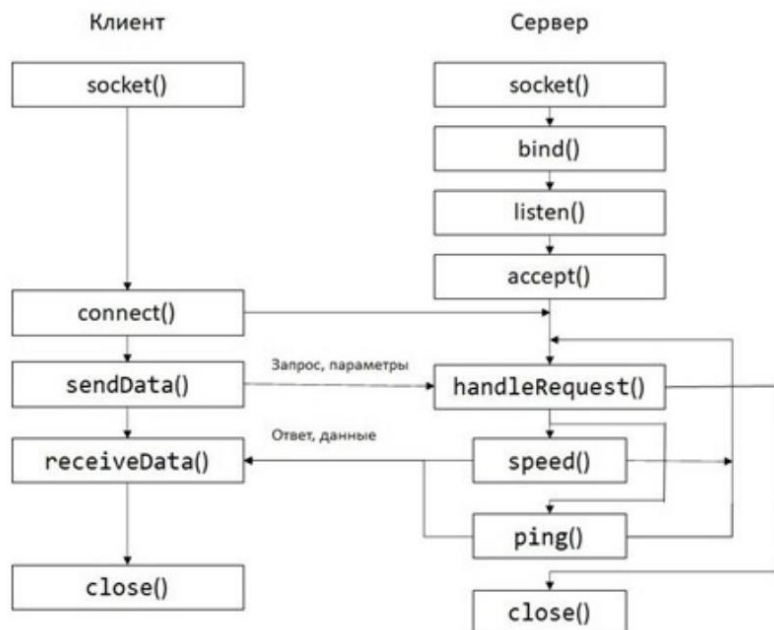 Клиент
Сервер
socket()
socket()
bind()
listen()
accept()
connect()
Запрос, параметры
sendData()
handleRequest()
Ответ, данные
receiveData()
speed()
ping()
close()
close()